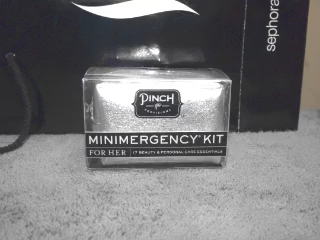 sephora
PINCH
PROVISIONS
MINIMERGENCY® KIT
FOR HER | 17 BEAUTY & PERSONAL CARE ESSENTIALS